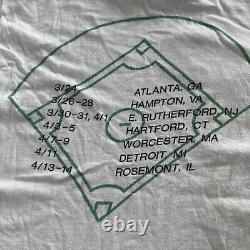 3/24 ATLANTA, GA
3/26-28 HAMPTON, VA
3/30-31, 4/1 E. RUTHERFORD, NJ
4/3-5 HARTFORD, CT
4/7-9 WORCESTER, MA
4/11 DETROIT, MI
4/13-14 ROSEMONT, IL